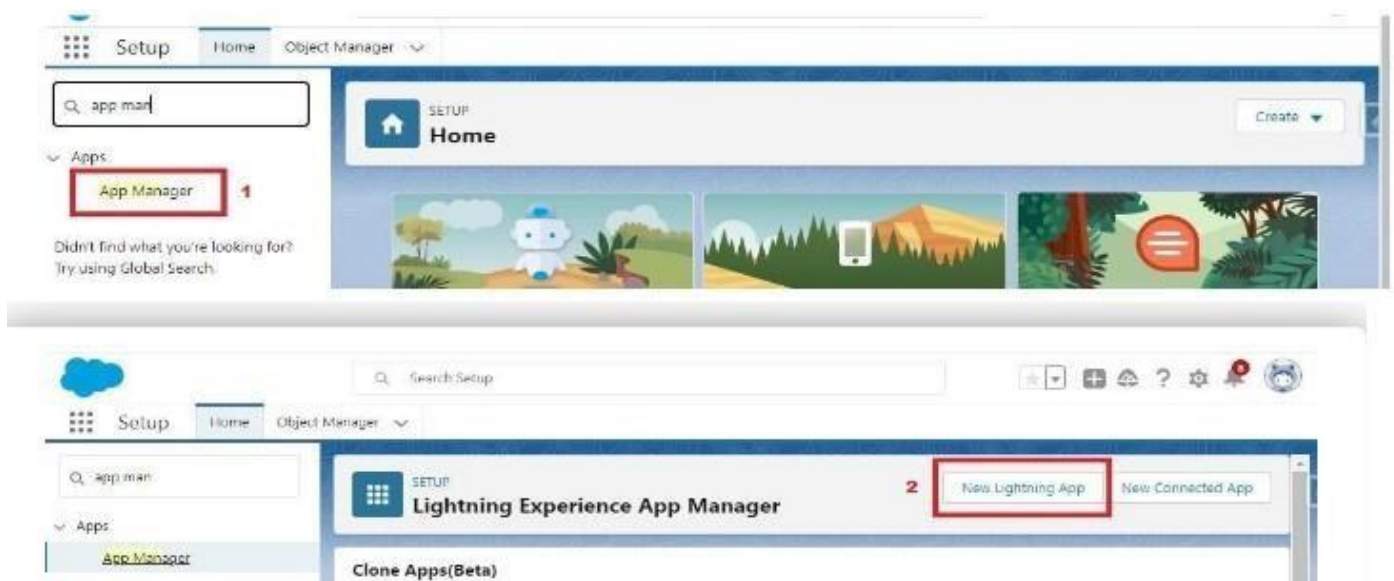 Setup Home Object Manager
app man
SETUP
Home
Create
Apps
App Manager 1
Didn't find what you're looking for?
Try using Global Search.
Search Setup
Setup Home Object Manager
app man
SETUP
Lightning Experience App Manager
2 New Lightning App New Connected App
Apps
App Manager
Clone Apps(Beta)